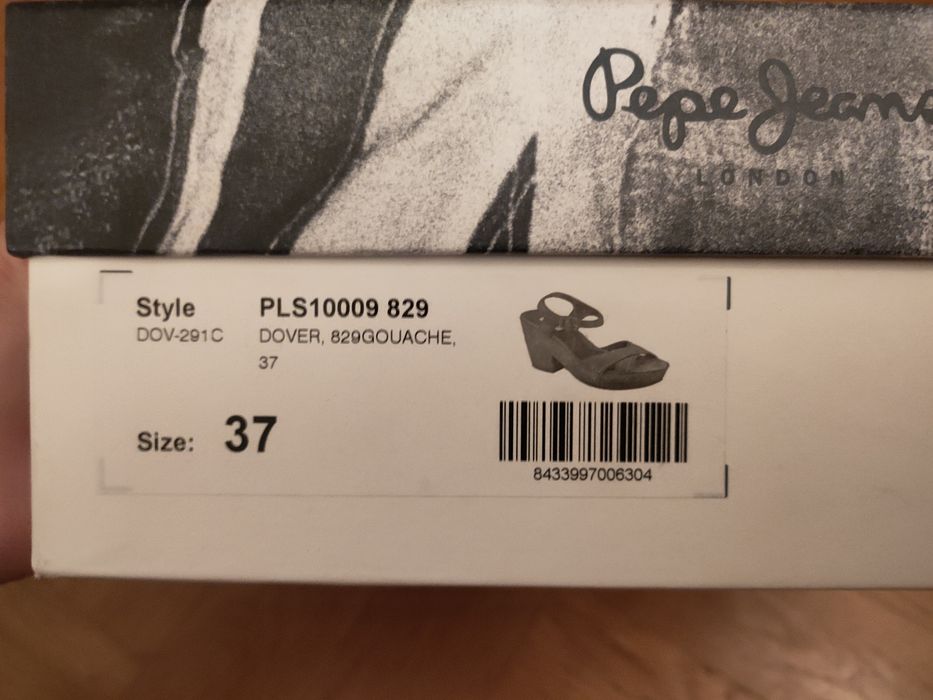 Pepe Jeans
LONDON
Style PLS10009 829
DOV-291C DOVER, 829GOUACHE,
37
Size: 37
8433997006304